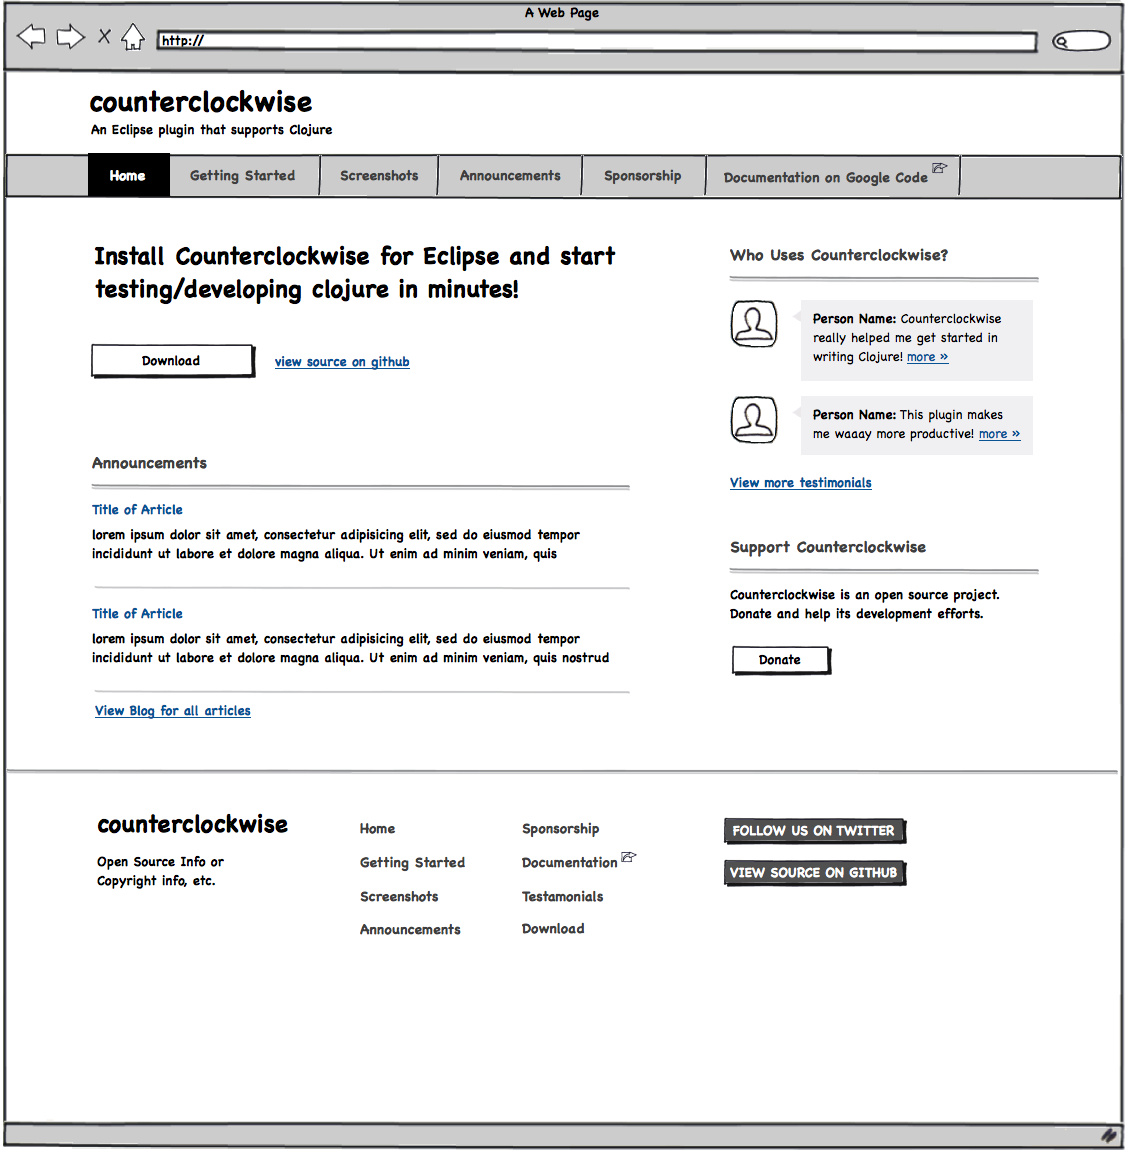 A Web Page
http://
counterclockwise
An Eclipse plugin that supports Clojure
Home
Getting Started
Screenshots
Announcements
Sponsorship
Documentation on Google Code
Install Counterclockwise for Eclipse and start
testing/developing clojure in minutes!
Download
view source on github
Announcements
Title of Article
lorem ipsum dolor sit amet, consectetur adipisicing elit, sed do eiusmod tempor
incididunt ut labore et dolore magna aliqua. Ut enim ad minim veniam, quis
Title of Article
lorem ipsum dolor sit amet, consectetur adipisicing elit, sed do eiusmod tempor
incididunt ut labore et dolore magna aliqua. Ut enim ad minim veniam, quis nostrud
View Blog for all articles
Who Uses Counterclockwise?
Person Name: Counterclockwise
really helped me get started in
writing Clojure! more »
Person Name: This plugin makes
me waaay more productive! more »
View more testimonials
Support Counterclockwise
Counterclockwise is an open source project.
Donate and help its development efforts.
Donate
counterclockwise
Open Source Info or
Copyright info, etc.
Home
Getting Started
Screenshots
Announcements
Sponsorship
Documentation
Testamonials
Download
FOLLOW US ON TWITTER
VIEW SOURCE ON GITHUB